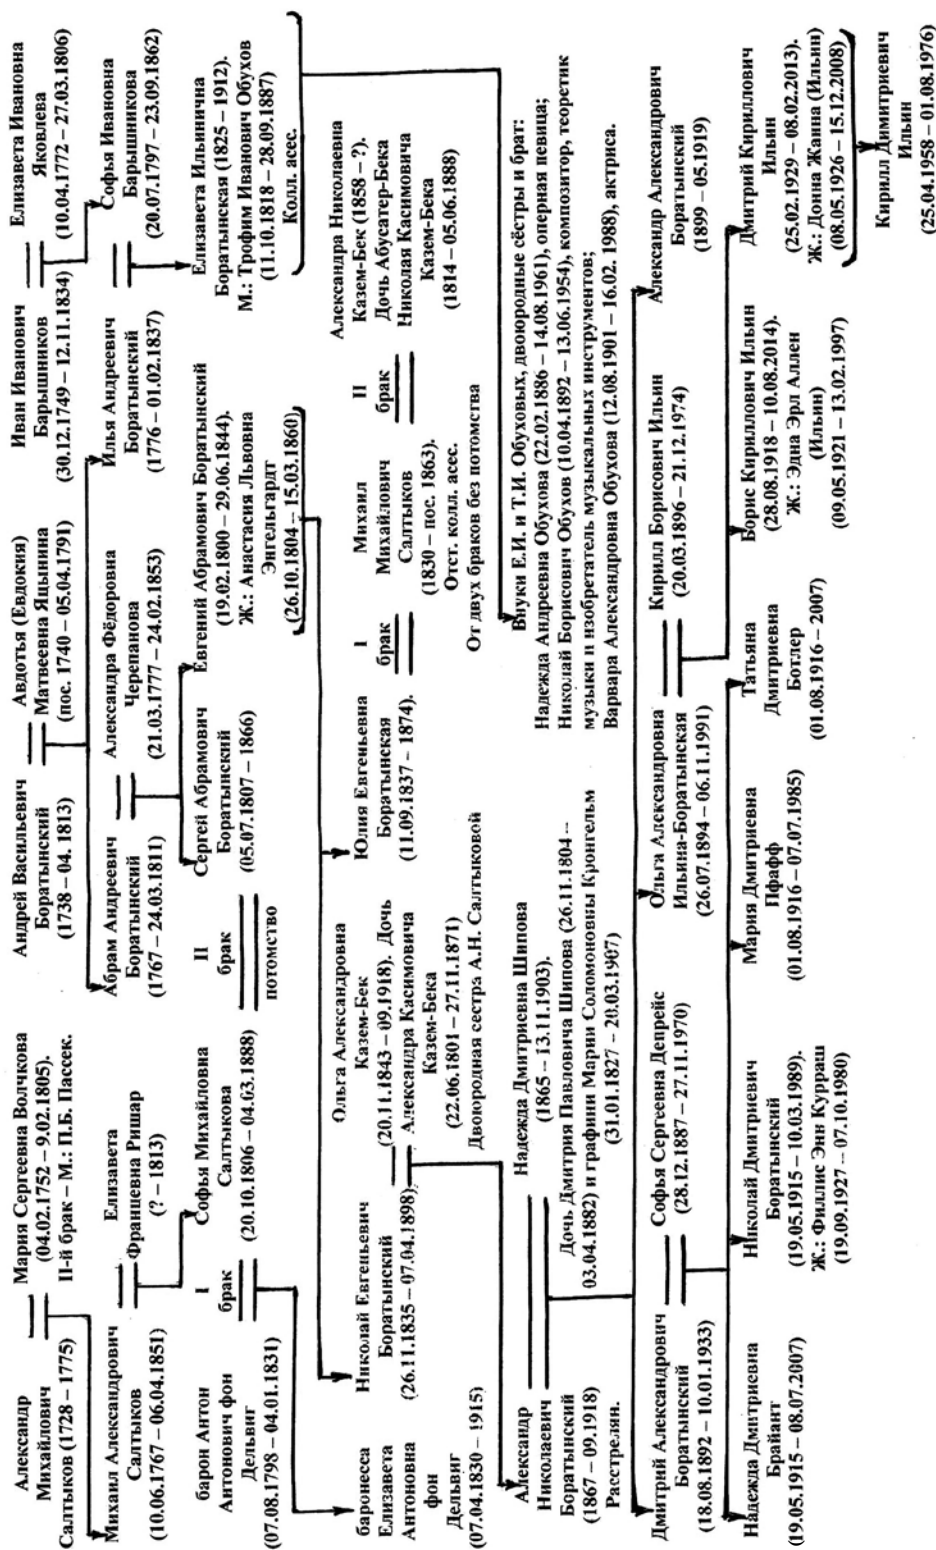 Александр
Михайлович
Салтыков (1728 – 1775)
Мария Сергеевна Волчкова
(04.02.1752 – 9.02.1805).
II-й брак – М.: П.Б. Пассек.
Андрей Васильевич
Боратынский
(1738 – 04. 1813)
Авдотья (Евдокия)
Матвеевна Яцынина
(пос. 1740 – 05.04.1791)
Иван Иванович
Барышников
(30.12.1749 – 12.11.1834)
Елизавета Ивановна
Яковлева
(10.04.1772 – 27.03.1806)
Михаил Александрович
Салтыков
(10.06.1767 – 06.04.1851)
Елизавета
Францевна Ришар
(? – 1813)
Абрам Андреевич
Боратынский
(1767 – 24.03.1811)
Александра Фёдоровна
Черепанова
(21.03.1777 – 24.02.1853)
Илья Андреевич
Боратынский
(1776 – 01.02.1837)
Софья Ивановна
Барышникова
(20.07.1797 – 23.09.1862)
барон Антон
Антонович фон
Дельвиг
(07.08.1798 – 04.01.1831)
I
брак
Софья Михайловна
Салтыкова
(20.10.1806 – 04.03.1888)
II
брак
потомство
Сергей Абрамович
Боратынский
(05.07.1807 – 1866)
Евгений Абрамович Боратынский
(19.02.1800 – 29.06.1844).
Ж.: Анастасия Львовна
Энгельгардт
(26.10.1804 – 15.03.1860)
Елизавета Ильинична
Боратынская (1825 – 1912).
М.: Трофим Иванович Обухов
(11.10.1818 – 28.09.1887)
Колл. асес.
баронесса
Елизавета
Антоновна
фон
Дельвиг
(07.04.1830 – 1915)
Николай Евгеньевич
Боратынский
(26.11.1835 – 07.04.1898)
Ольга Александровна
Казем-Бек
(20.11.1843 – 09.1918). Дочь
Александра Касимовича
Казем-Бека
(22.06.1801 – 27.11.1871)
Двоюродная сестра А.Н. Салтыковой
Юлия Евгеньевна
Боратынская
(11.09.1837 – 1874).
I
брак
Михаил
Михайлович
Салтыков
(1830 – пос. 1863).
Отст. колл. асес.
От двух браков без потомства
II
брак
Александра Николаевна
Казем-Бек (1858 – ?).
Дочь Абусатер-Бека
Николая Касимовича
Казем-Бека
(1814 – 05.06.1888)
Александр
Николаевич
Боратынский
(1867 – 09.1918)
Расстрелян.
Надежда Дмитриевна Шипова
(1865 – 13.11.1903).
Дочь Дмитрия Павловича Шипова (26.11.1804 –
03.04.1882) и графини Марии Соломоновны Кронгельм
(31.01.1827 – 20.03.1907)
Внуки Е.И. и Т.И. Обуховых, двоюродные сёстры и брат:
Надежда Андреевна Обухова (22.02.1886 – 14.08.1961), оперная певица;
Николай Борисович Обухов (10.04.1892 – 13.06.1954), композитор, теоретик
музыки и изобретатель музыкальных инструментов;
Варвара Александровна Обухова (12.08.1901 – 16.02. 1988), актриса.
Дмитрий Александрович
Боратынский
(18.08.1892 – 10.01.1933)
Софья Сергеевна Депрейс
(28.12.1887 – 27.11.1970)
Ольга Александровна
Ильина-Боратынская
(26.07.1894 – 06.11.1991)
Кирилл Борисович Ильин
(20.03.1896 – 21.12.1974)
Александр Александрович
Боратынский
(1899 – 05.1919)
Надежда Дмитриевна
Брайант
(19.05.1915 – 08.07.2007)
Николай Дмитриевич
Боратынский
(19.05.1915 – 10.03.1989).
Ж.: Филлис Энн Курраш
(19.09.1927 – 07.10.1980)
Мария Дмитриевна
Пфафф
(01.08.1916 – 07.07.1985)
Татьяна
Дмитриевна
Ботлер
(01.08.1916 – 2007)
Борис Кириллович Ильин
(28.08.1918 – 10.08.2014).
Ж.: Эдна Эрл Аллен
(Ильин)
(09.05.1921 – 13.02.1997)
Дмитрий Кириллович
Ильин
(25.02.1929 – 08.02.2013).
Ж.: Донна Жанна (Ильин)
(08.05.1926 – 15.12.2008)
Кирилл Димитриевич
Ильин
(25.04.1958 – 01.08.1976)